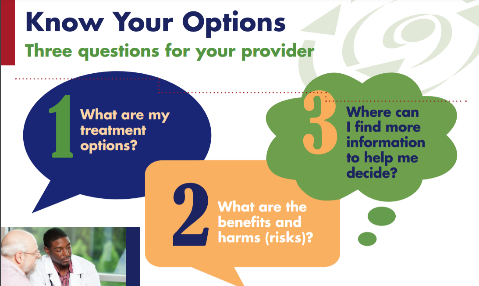 Know Your Options
Three questions for your provider
1
What are my
treatment
options?
2
What are the
benefits and
harms (risks)?
3
Where can
I find more
information
to help me
decide?